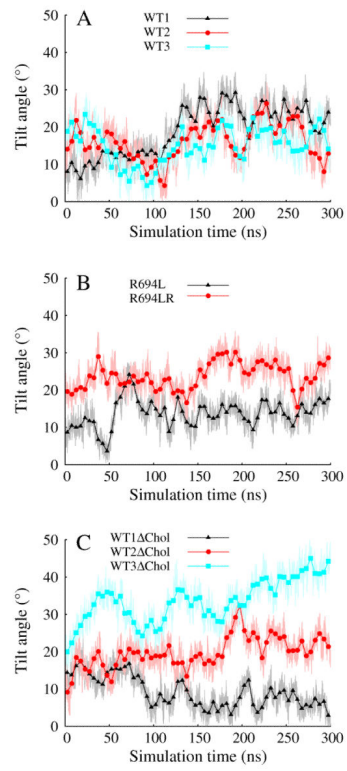 A
WT1
WT2
WT3
Tilt angle (°)
50
40
30
20
10
0
0 50 100 150 200 250 300
Simulation time (ns)
B
R694L
R694LR
Tilt angle (°)
50
40
30
20
10
0
0 50 100 150 200 250 300
Simulation time (ns)
C
WT1ΔChol
WT2ΔChol
WT3ΔChol
Tilt angle (°)
50
40
30
20
10
0
0 50 100 150 200 250 300
Simulation time (ns)